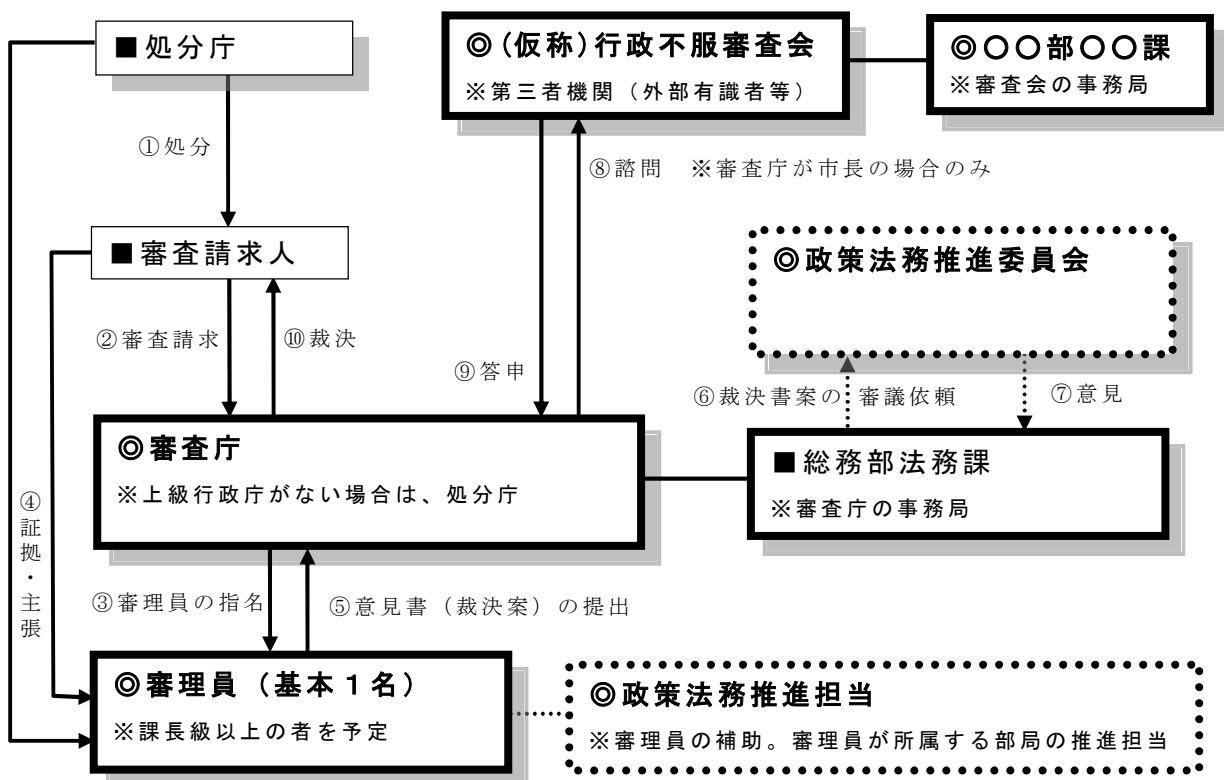 ■処分庁
◎(仮称)行政不服審査会
※第三者機関（外部有識者等）
◎○○部○○課
※審査会の事務局
①処分
⑧諮問　※審査庁が市長の場合のみ
■審査請求人
◎政策法務推進委員会
②審査請求
⑩裁決
⑨答申
⑥裁決書案の審議依頼
⑦意見
◎審査庁
※上級行政庁がない場合は、処分庁
■総務部法務課
※審査庁の事務局
④証拠・主張
③審理員の指名
⑤意見書（裁決案）の提出
◎審理員（基本１名）
※課長級以上の者を予定
◎政策法務推進担当
※審理員の補助。審理員が所属する部局の推進担当